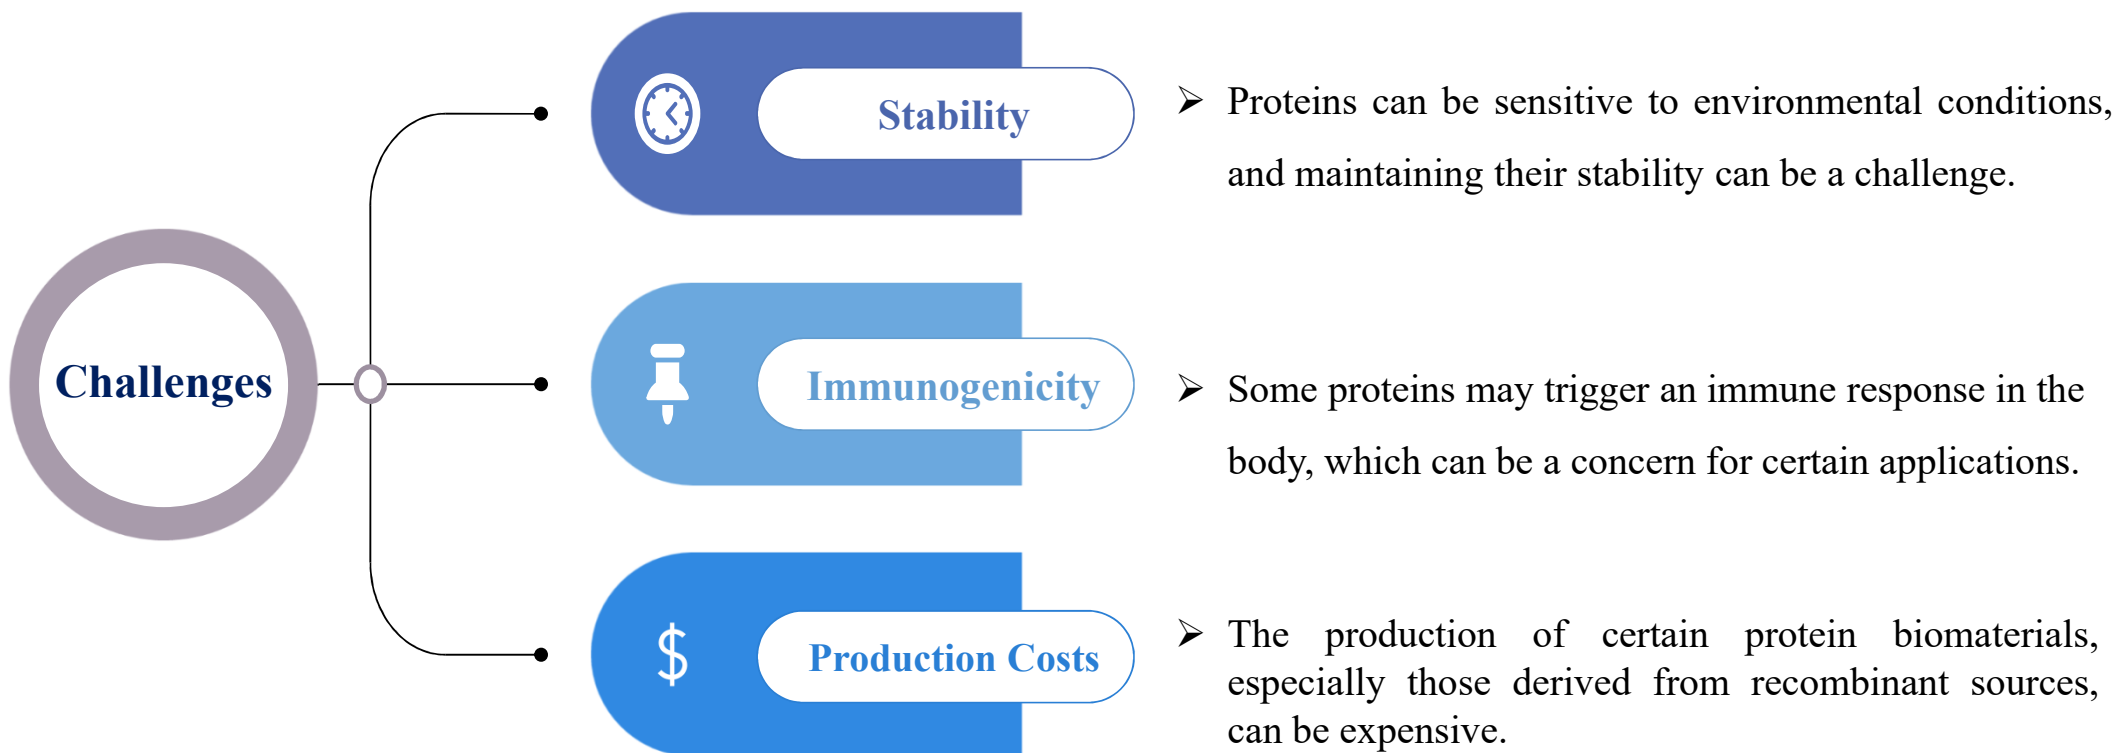 Challenges
Stability
➢ Proteins can be sensitive to environmental conditions,
and maintaining their stability can be a challenge.
Immunogenicity
➢ Some proteins may trigger an immune response in the
body, which can be a concern for certain applications.
$
Production Costs
➢ The production of certain protein biomaterials,
especially those derived from recombinant sources,
can be expensive.